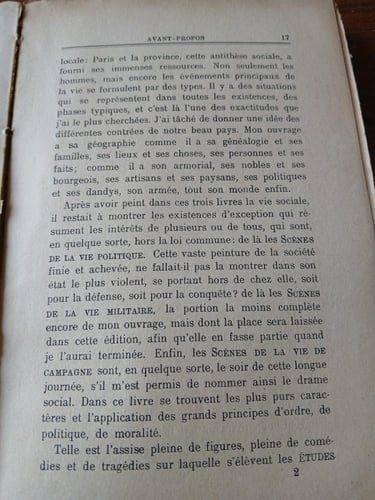 AVANT-PROPOS 17
locale: Paris et la province, cette antithèse sociale, a
fourni ses immenses ressources. Non seulement les
hommes, mais encore les événements principaux de
la vie se formulent par des types. Il y a des situations
qui se représentent dans toutes les existences, des
phases typiques, et c'est là l'une des exactitudes que
j'ai le plus cherchées. J'ai tâché de donner une idée des
différentes contrées de notre beau pays. Mon ouvrage
a sa géographie comme il a sa généalogie et ses
familles, ses lieux et ses choses, ses personnes et ses
faits; comme il a son armorial, ses nobles et ses
bourgeois, ses artisans et ses paysans, ses politiques
et ses dandys, son armée, tout son monde enfin.
Après avoir peint dans ces trois livres la vie sociale,
il restait à montrer les existences d'exception qui ré-
sument les intérêts de plusieurs ou de tous, qui sont,
en quelque sorte, hors la loi commune: de là les SCÈNES
DE LA VIE POLITIQUE. Cette vaste peinture de la société
finie et achevée, ne fallait-il pas la montrer dans son
état le plus violent, se portant hors de chez elle, soit
pour la défense, soit pour la conquête? de là les SCÈNES
DE LA VIE MILITAIRE, la portion la moins complète
encore de mon ouvrage, mais dont la place sera laissée
dans cette édition, afin qu'elle en fasse partie quand
je l'aurai terminée. Enfin, les SCÈNES DE LA VIE DE
CAMPAGNE sont, en quelque sorte, le soir de cette longue
journée, s'il m'est permis de nommer ainsi le drame
social. Dans ce livre se trouvent les plus purs carac-
tères et l'application des grands principes d'ordre, de
politique, de moralité.
Telle est l'assise pleine de figures, pleine de comé-
dies et de tragédies sur laquelle s'élèvent les ÉTUDES
2